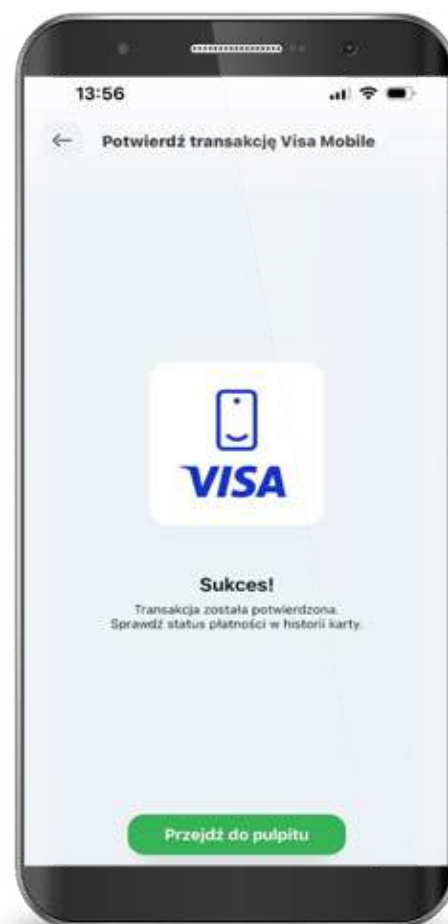 13:56
Potwierdź transakcję Visa Mobile
VISA
Sukces!
Transakcja została potwierdzona.
Sprawdź status płatności w historii karty.
Przejdź do pulpitu